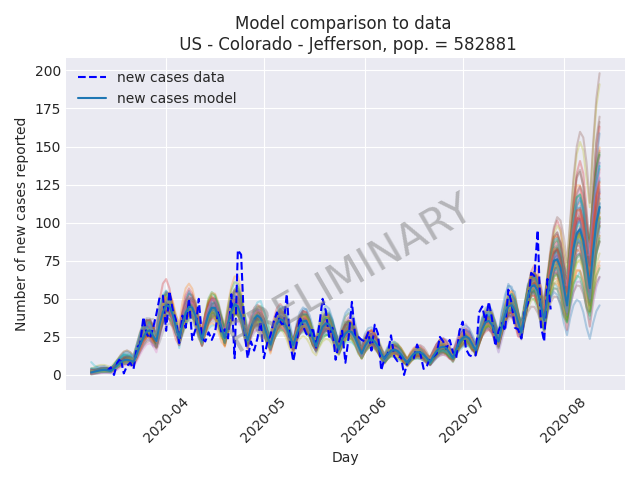 Model comparison to data
US - Colorado - Jefferson, pop. = 582881
new cases data
new cases model
PRELIMINARY
Number of new cases reported
200
175
150
125
100
75
50
25
0
2020-04
2020-05
2020-06
2020-07
2020-08
Day